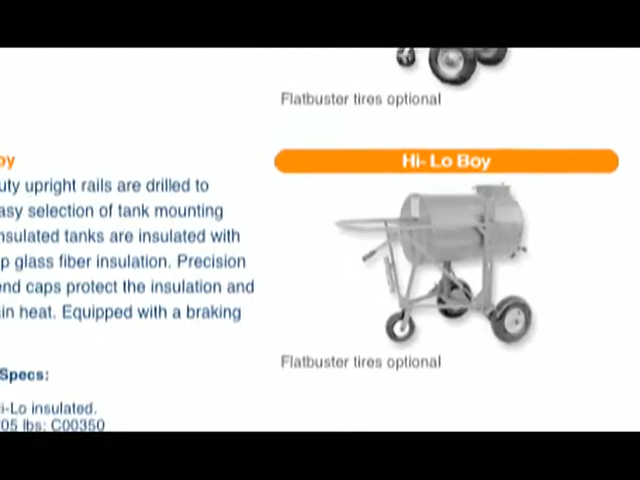 Flatbuster tires optional
oy
Hi- Lo Boy
uty upright rails are drilled to
asy selection of tank mounting
nsulated tanks are insulated with
p glass fiber insulation. Precision
end caps protect the insulation and
in heat. Equipped with a braking
Flatbuster tires optional
Specs:
i-Lo insulated.
05 lbs: C00350